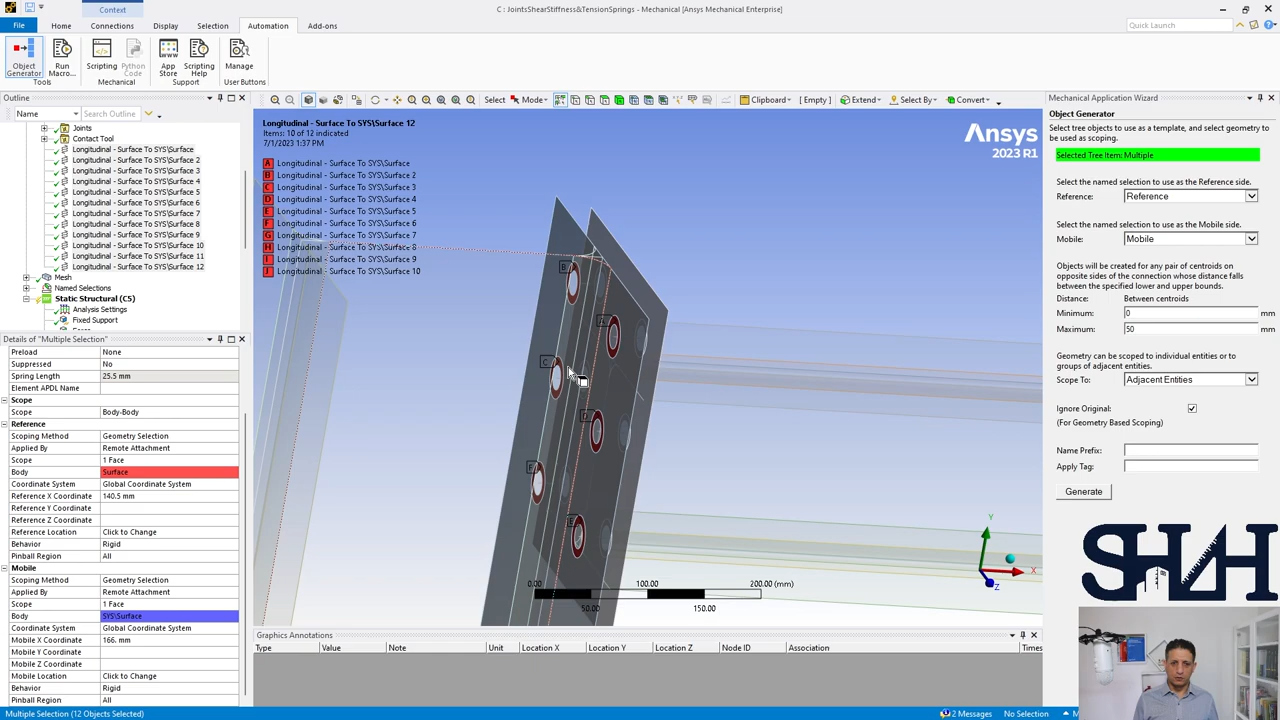 Context
C : JointsShearStiffness&TensionSprings - Mechanical [Ansys Mechanical Enterprise]
File Home Connections Display Selection Automation Add-ons
Quick Launch
Object Generator Run Macro... Scripting Python Code App Store Scripting Help Manage
Tools Mechanical Support User Buttons
Outline
Name Search Outline
Select Mode Clipboard [ Empty ] Extend Select By Convert
Joints
Contact Tool
Longitudinal - Surface To SYS\Surface
Longitudinal - Surface To SYS\Surface 2
Longitudinal - Surface To SYS\Surface 3
Longitudinal - Surface To SYS\Surface 4
Longitudinal - Surface To SYS\Surface 5
Longitudinal - Surface To SYS\Surface 6
Longitudinal - Surface To SYS\Surface 7
Longitudinal - Surface To SYS\Surface 8
Longitudinal - Surface To SYS\Surface 9
Longitudinal - Surface To SYS\Surface 10
Longitudinal - Surface To SYS\Surface 11
Longitudinal - Surface To SYS\Surface 12
Mesh
Named Selections
Static Structural (C5)
Analysis Settings
Fixed Support
Details of "Multiple Selection"
Preload None
Suppressed No
Spring Length 25.5 mm
Element APDL Name
Scope
Scope Body-Body
Reference
Scoping Method Geometry Selection
Applied By Remote Attachment
Scope 1 Face
Body Surface
Coordinate System Global Coordinate System
Reference X Coordinate 140.5 mm
Reference Y Coordinate
Reference Z Coordinate
Reference Location Click to Change
Behavior Rigid
Pinball Region All
Mobile
Scoping Method Geometry Selection
Applied By Remote Attachment
Scope 1 Face
Body SYS\Surface
Coordinate System Global Coordinate System
Mobile X Coordinate 166. mm
Mobile Y Coordinate
Mobile Z Coordinate
Mobile Location Click to Change
Behavior Rigid
Pinball Region All
Longitudinal - Surface To SYS\Surface 12
Items: 10 of 12 indicated
7/1/2023 1:37 PM
A Longitudinal - Surface To SYS\Surface
B Longitudinal - Surface To SYS\Surface 2
C Longitudinal - Surface To SYS\Surface 3
D Longitudinal - Surface To SYS\Surface 4
E Longitudinal - Surface To SYS\Surface 5
F Longitudinal - Surface To SYS\Surface 6
G Longitudinal - Surface To SYS\Surface 7
H Longitudinal - Surface To SYS\Surface 8
I Longitudinal - Surface To SYS\Surface 9
J Longitudinal - Surface To SYS\Surface 10
Ansys
2023 R1
B
A
C
D
F
E
Y
X
Z
0.00 100.00 200.00 (mm)
50.00 150.00
Graphics Annotations
Type Value Note Unit Location X Location Y Location Z Node ID Association Times
Mechanical Application Wizard
Object Generator
Select tree objects to use as a template, and select geometry to
be used as scoping.
Selected Tree Item: Multiple
Select the named selection to use as the Reference side.
Reference: Reference
Select the named selection to use as the Mobile side.
Mobile: Mobile
Objects will be created for any pair of centroids on
opposites sides of the connection whose distance falls
between the specified lower and upper bounds.
Distance: Between centroids
Minimum: 0 mm
Maximum: 50 mm
Geometry can be scoped to individual entities or to
groups of adjacent entities.
Scope To: Adjacent Entities
Ignore Original:
(For Geometry Based Scoping)
Name Prefix:
Apply Tag:
Generate
Multiple Selection (12 Objects Selected)
2 Messages No Selection